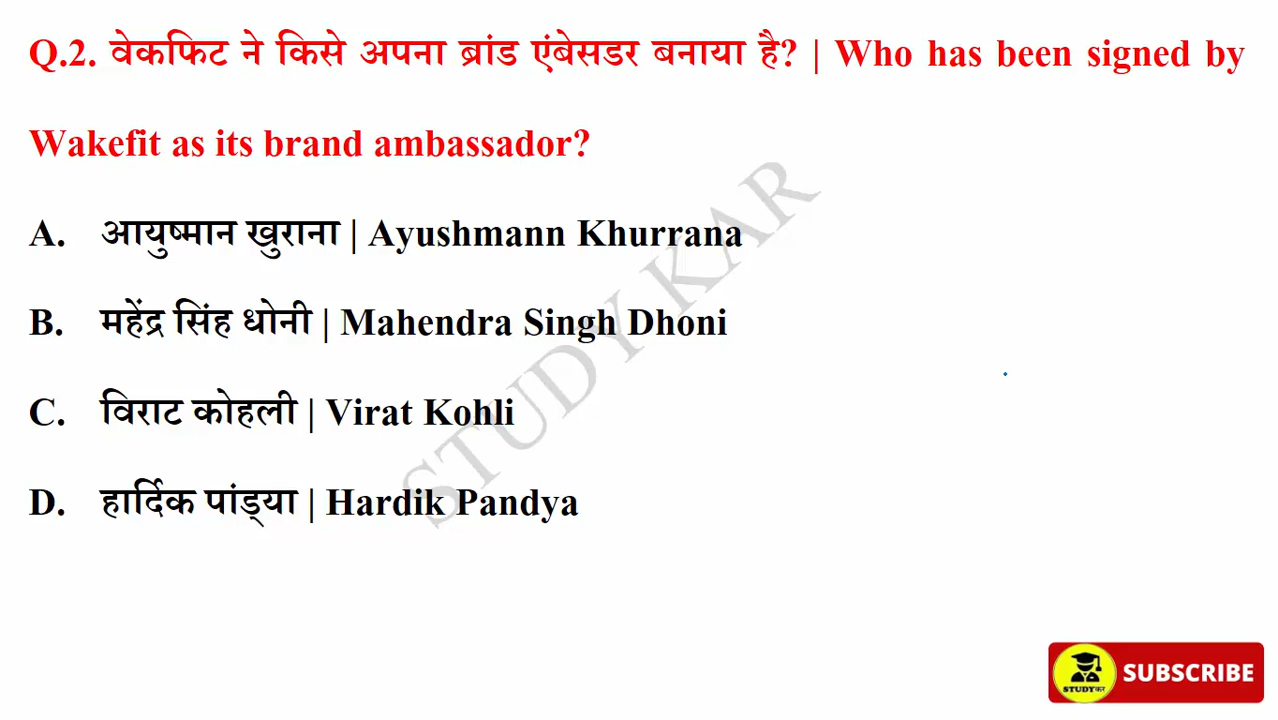 Q.2. वेकफिट ने किसे अपना ब्रांड एंबेसडर बनाया है? | Who has been signed by
Wakefit as its brand ambassador?
A. आयुष्मान खुराना | Ayushmann Khurrana
B. महेंद्र सिंह धोनी | Mahendra Singh Dhoni
C. विराट कोहली | Virat Kohli
D. हार्दिक पांड्या | Hardik Pandya
STUDY KAR
STUDYकर
SUBSCRIBE